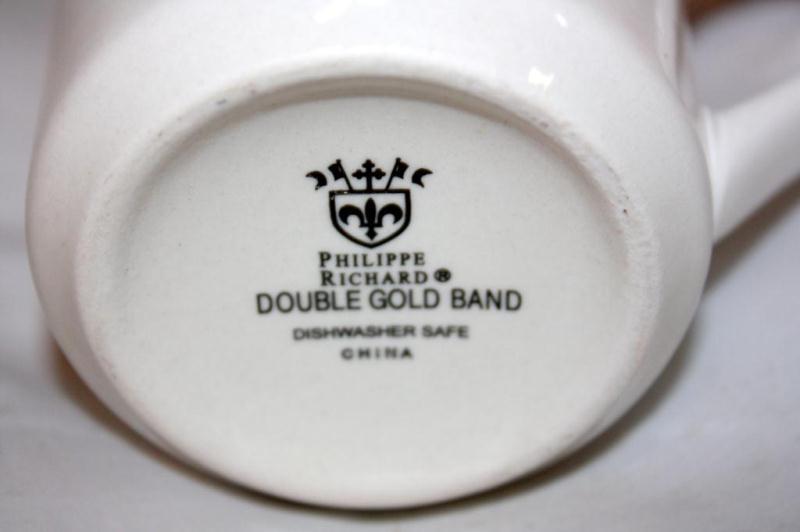 PHILIPPE
RICHARD®
DOUBLE GOLD BAND
DISHWASHER SAFE
CHINA